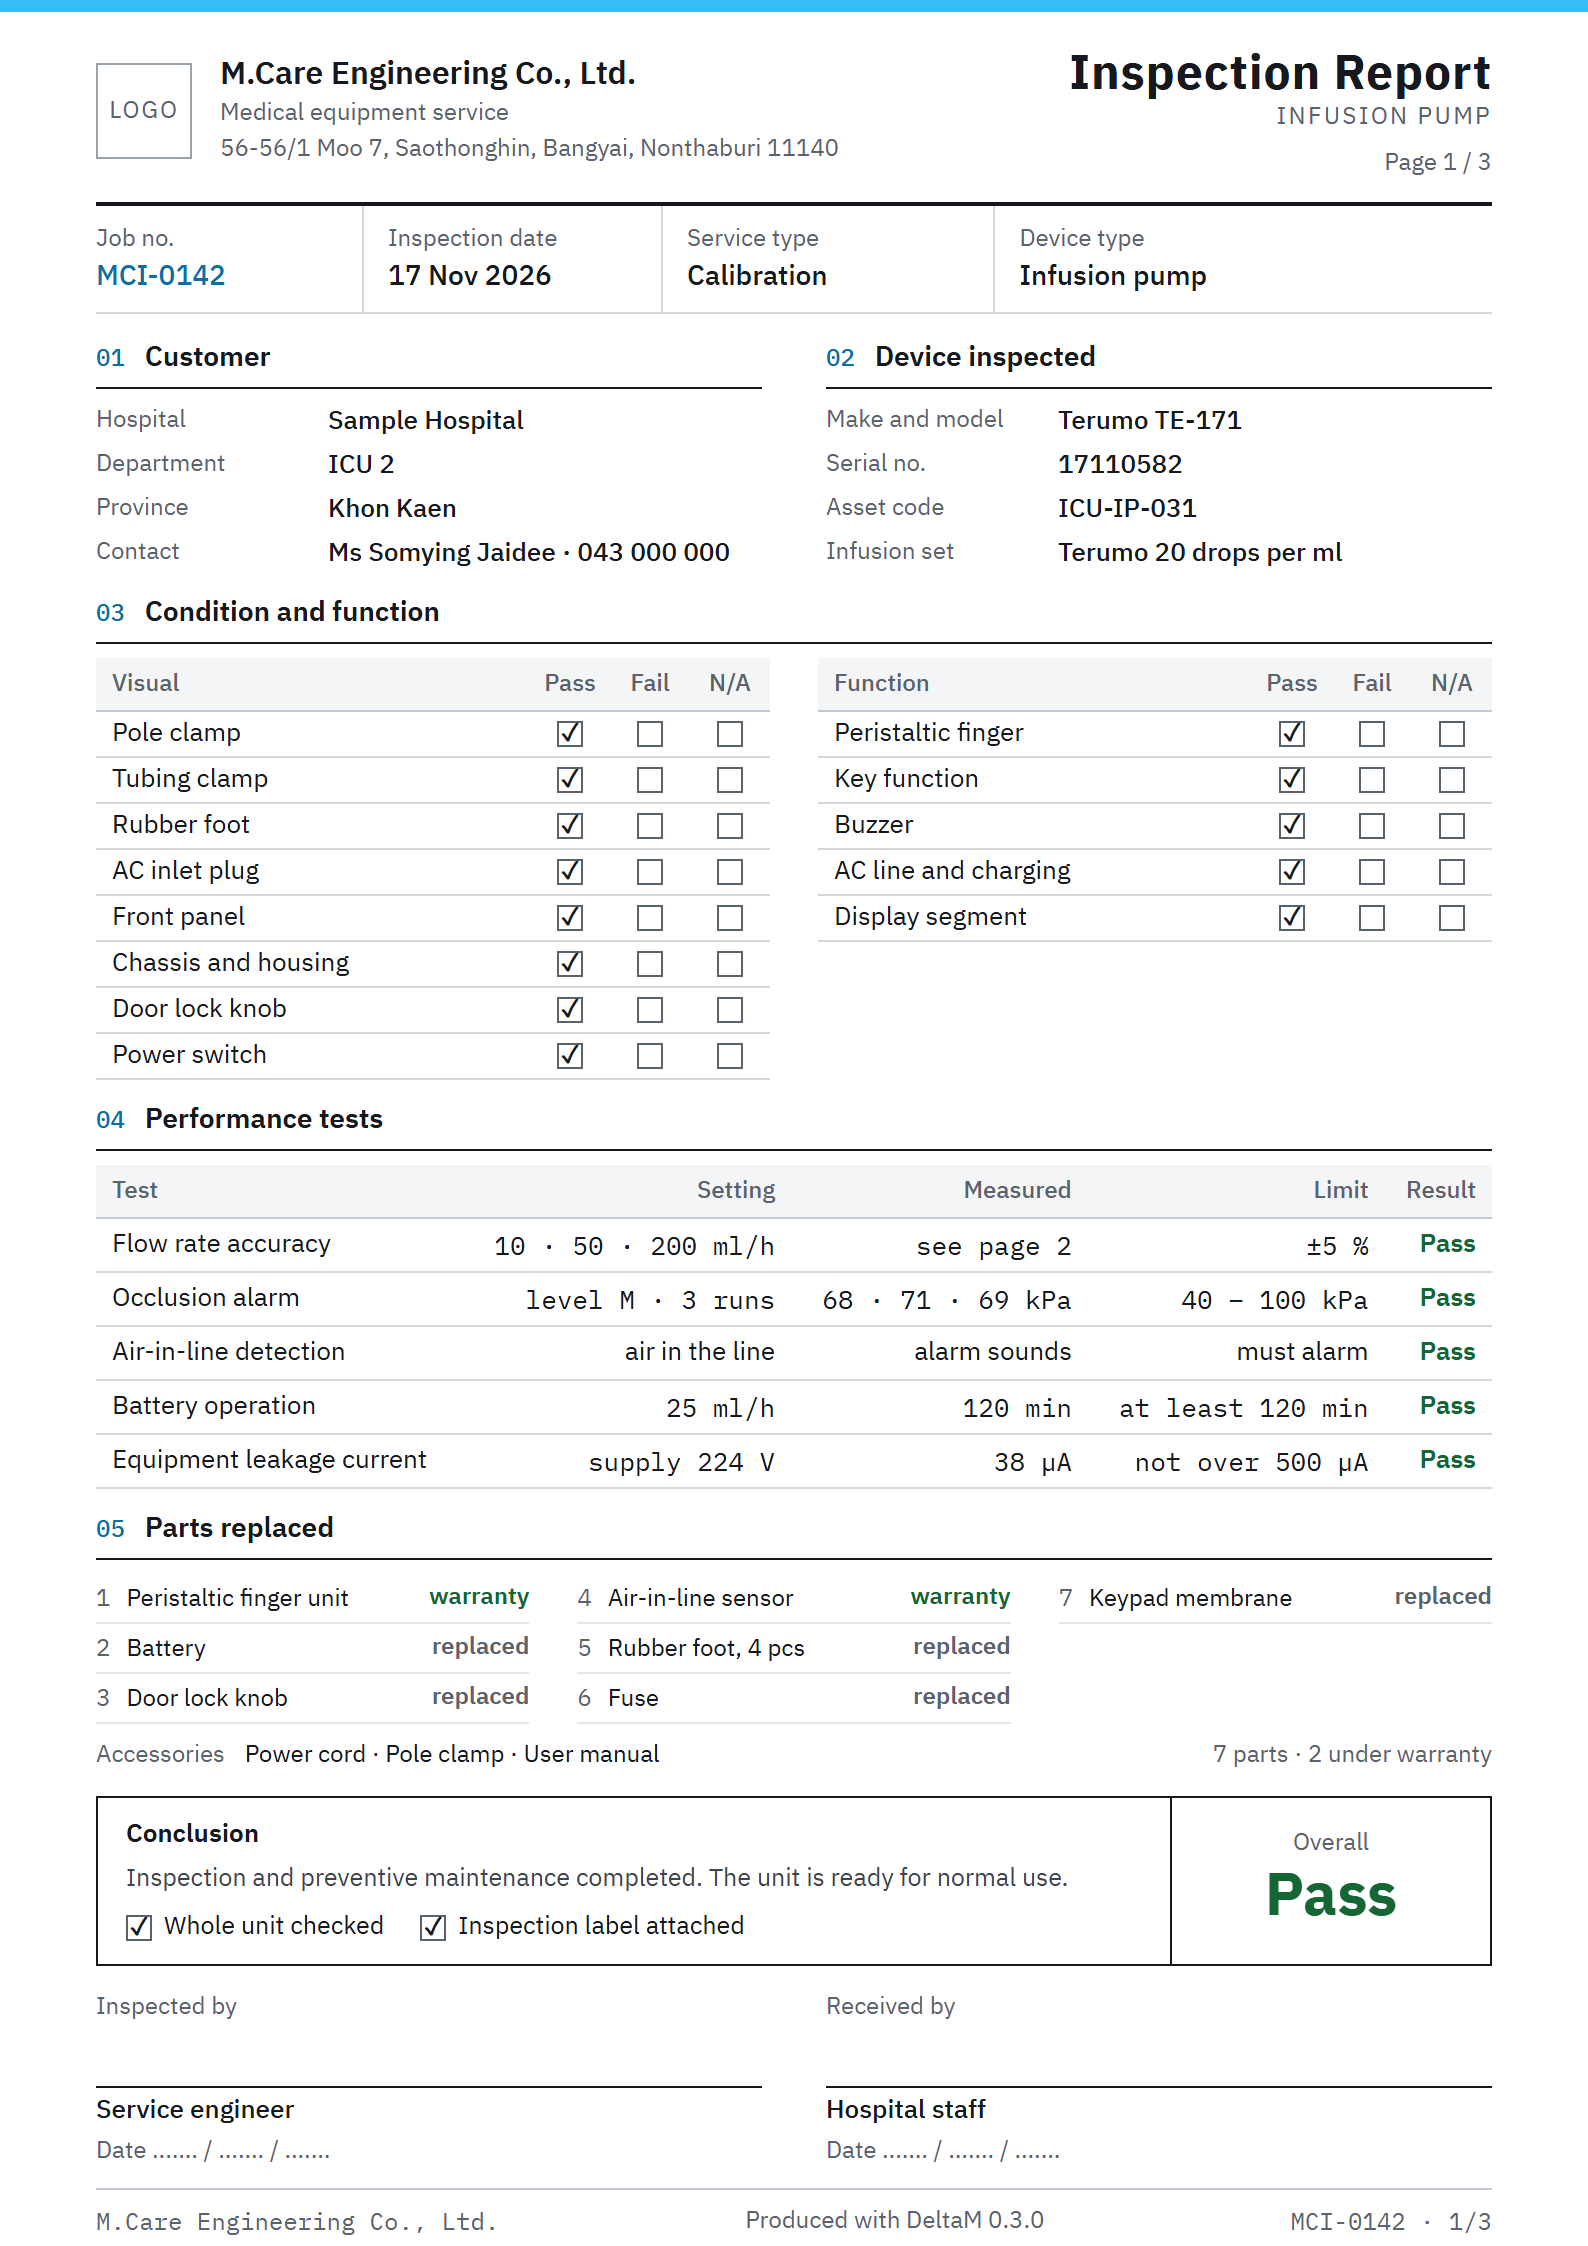 LOGO
M.Care Engineering Co., Ltd.
Medical equipment service
56-56/1 Moo 7, Saothonghin, Bangyai, Nonthaburi 11140
Inspection Report
INFUSION PUMP
Page 1 / 3
Job no.
MCI-0142
Inspection date
17 Nov 2026
Service type
Calibration
Device type
Infusion pump
01 Customer
Hospital Sample Hospital
Department ICU 2
Province Khon Kaen
Contact Ms Somying Jaidee · 043 000 000
02 Device inspected
Make and model Terumo TE-171
Serial no. 17110582
Asset code ICU-IP-031
Infusion set Terumo 20 drops per ml
03 Condition and function
Visual Pass Fail N/A
Pole clamp ✓
Tubing clamp ✓
Rubber foot ✓
AC inlet plug ✓
Front panel ✓
Chassis and housing ✓
Door lock knob ✓
Power switch ✓
Function Pass Fail N/A
Peristaltic finger ✓
Key function ✓
Buzzer ✓
AC line and charging ✓
Display segment ✓
04 Performance tests
Test Setting Measured Limit Result
Flow rate accuracy 10 · 50 · 200 ml/h see page 2 ±5 % Pass
Occlusion alarm level M · 3 runs 68 · 71 · 69 kPa 40 – 100 kPa Pass
Air-in-line detection air in the line alarm sounds must alarm Pass
Battery operation 25 ml/h 120 min at least 120 min Pass
Equipment leakage current supply 224 V 38 µA not over 500 µA Pass
05 Parts replaced
1 Peristaltic finger unit warranty
2 Battery replaced
3 Door lock knob replaced
4 Air-in-line sensor warranty
5 Rubber foot, 4 pcs replaced
6 Fuse replaced
7 Keypad membrane replaced
Accessories Power cord · Pole clamp · User manual
7 parts · 2 under warranty
Conclusion
Inspection and preventive maintenance completed. The unit is ready for normal use.
✓ Whole unit checked ✓ Inspection label attached
Overall
Pass
Inspected by
Service engineer
Date ....... / ....... / .......
Received by
Hospital staff
Date ....... / ....... / .......
M.Care Engineering Co., Ltd. Produced with DeltaM 0.3.0 MCI-0142 · 1/3